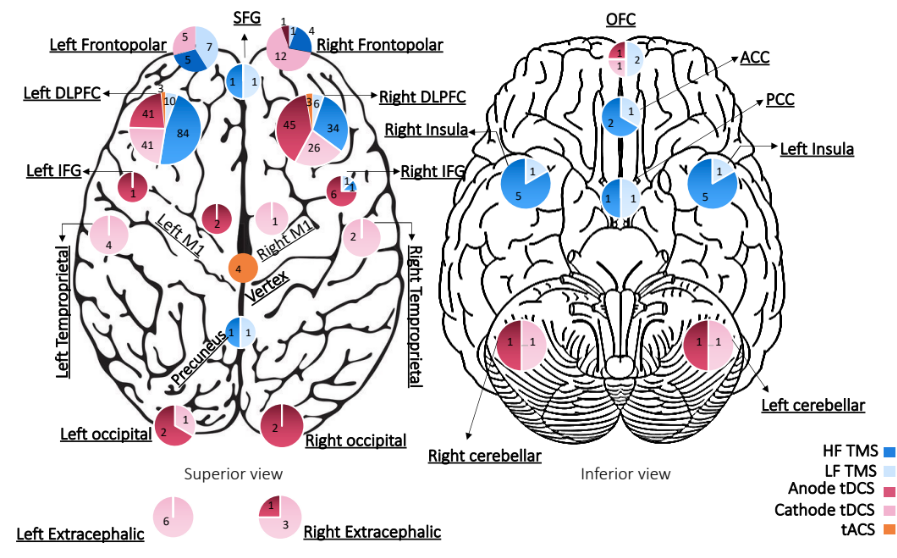 SFG
Left Frontopolar
5
7
5
1
1
4
12
Right Frontopolar
1
1
Left DLPFC
3
10
41
84
41
3
6
45
34
26
Right DLPFC
Left IFG
1
Right IFG
1
1
6
Left M1
2
1
Right M1
Left Temproprietal
4
2
Right Temproprietal
4
Vertex
Precuneus
1
1
Left occipital
2
1
2
Right occipital
Superior view
Left Extracephalic
6
1
3
Right Extracephalic
OFC
1
2
1
ACC
1
2
PCC
Right Insula
1
5
1
1
1
5
Left Insula
1
1
1
1
Right cerebellar
Left cerebellar
Inferior view
HF TMS
LF TMS
Anode tDCS
Cathode tDCS
tACS